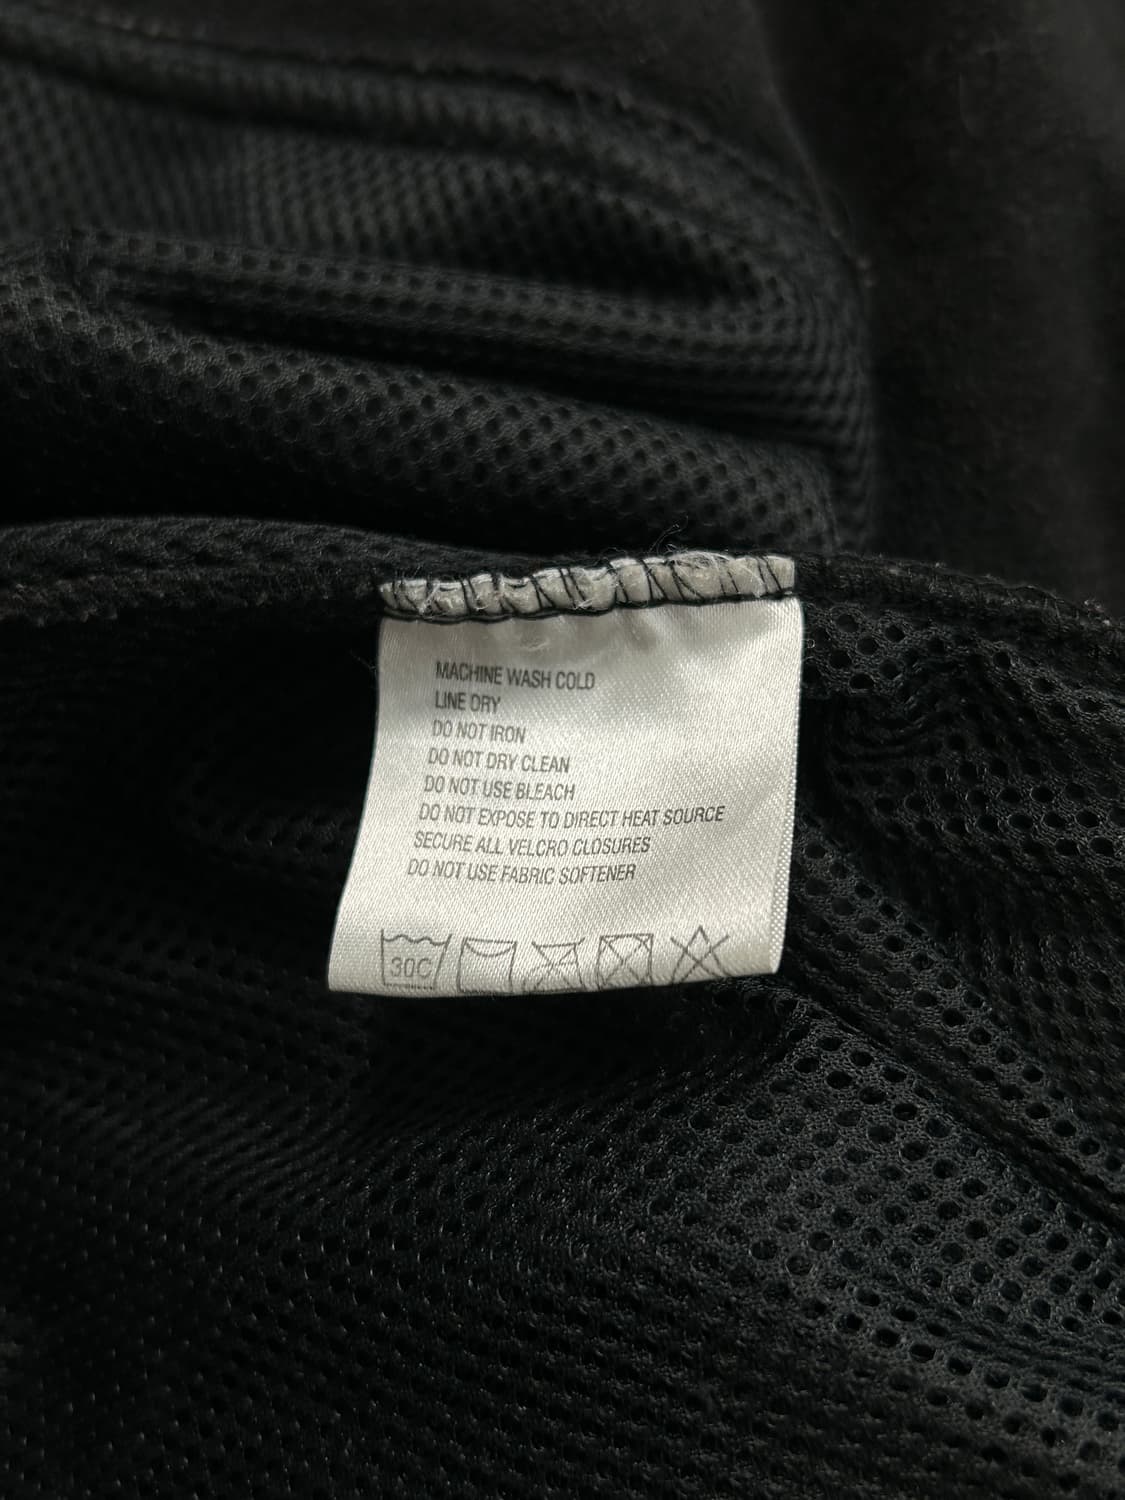 MACHINE WASH COLD
LINE DRY
DO NOT IRON
DO NOT DRY CLEAN
DO NOT USE BLEACH
DO NOT EXPOSE TO DIRECT HEAT SOURCE
SECURE ALL VELCRO CLOSURES
DO NOT USE FABRIC SOFTENER
30C